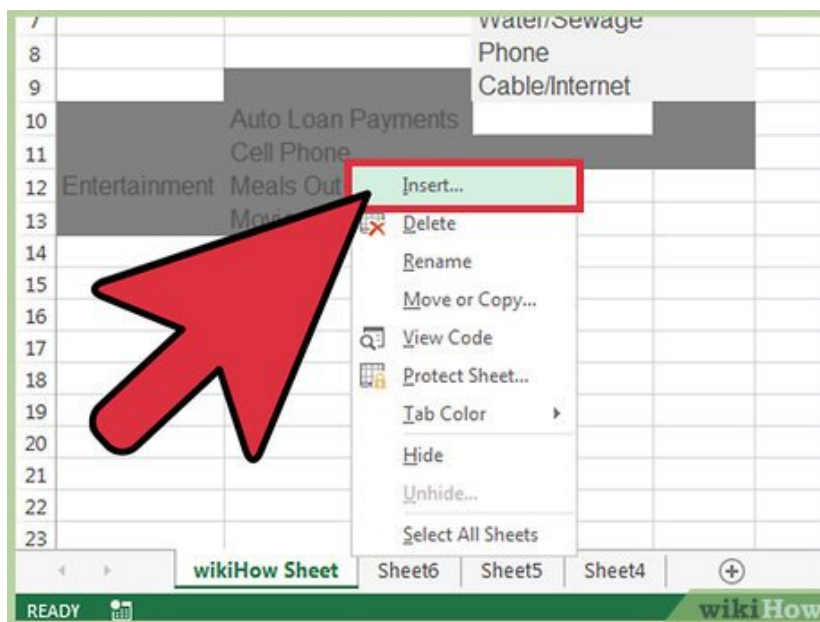 7 Water/Sewage
8 Phone
9 Cable/Internet
10 Auto Loan Payments
11 Cell Phone
12 Entertainment Meals Out Insert...
13 Delete
Rename
14
15 Move or Copy...
16
17 View Code
18 Protect Sheet...
19 Tab Color
20 Hide
21
22 Unhide...
23 Select All Sheets
wikiHow Sheet Sheet6 Sheet5 Sheet4
READY wikiHow